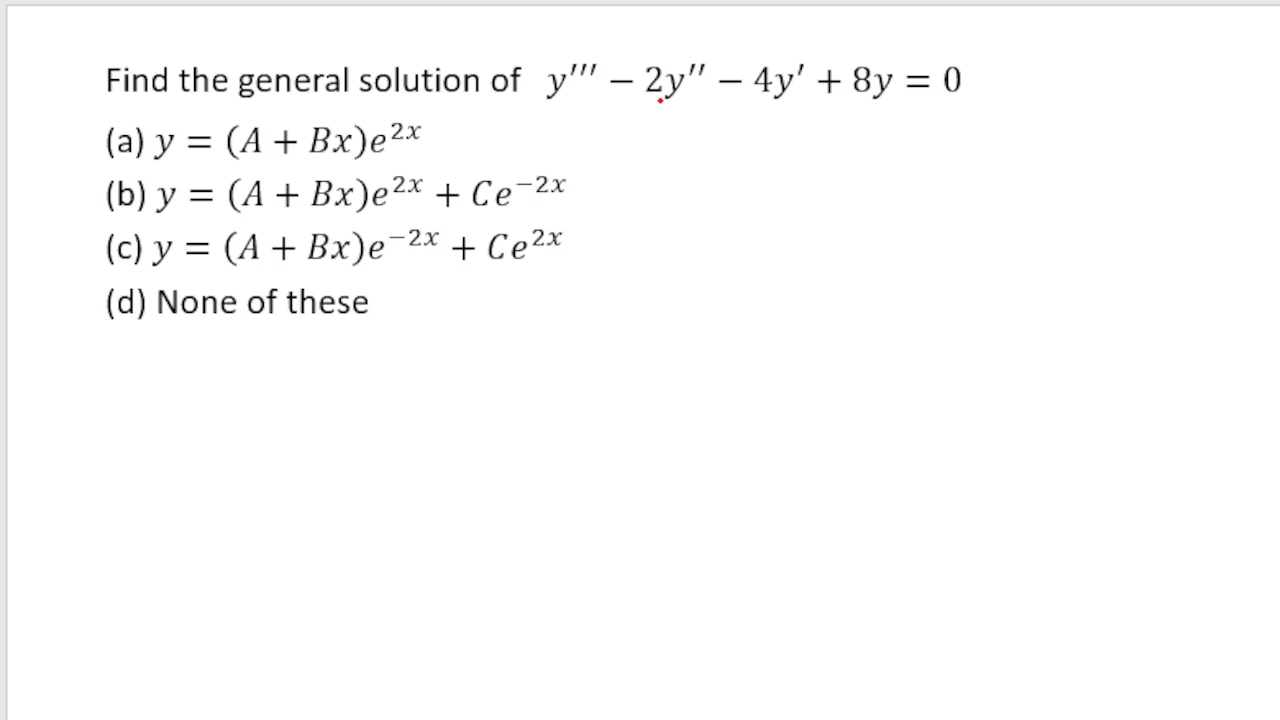 Find the general solution of y′′′ − 2y′′ − 4y′ + 8y = 0
(a) y = (A + Bx)e^{2x}
(b) y = (A + Bx)e^{2x} + Ce^{−2x}
(c) y = (A + Bx)e^{−2x} + Ce^{2x}
(d) None of these